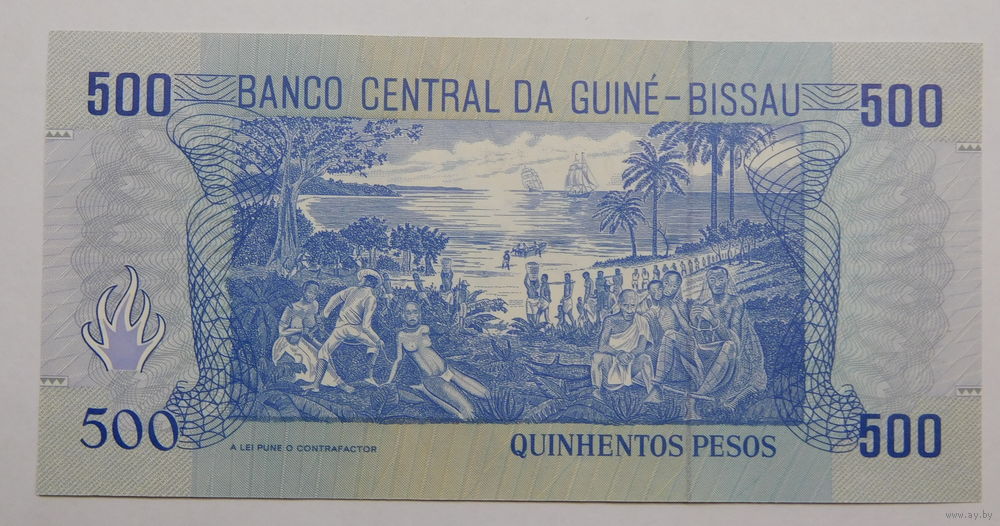 500 BANCO CENTRAL DA GUINÉ-BISSAU 500
500 A LEI PUNE O CONTRAFACTOR QUINHENTOS PESOS 500
www.ay.by